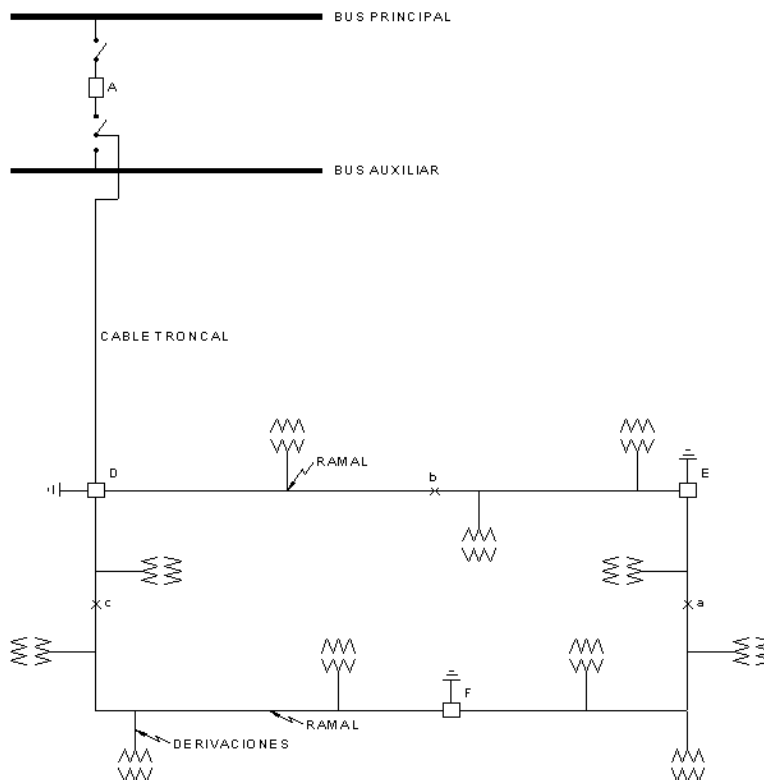 BUS PRINCIPAL
A
BUS AUXILIAR
CABLE TRONCAL
RAMAL
D
b
E
c
a
F
RAMAL
DERIVACIONES